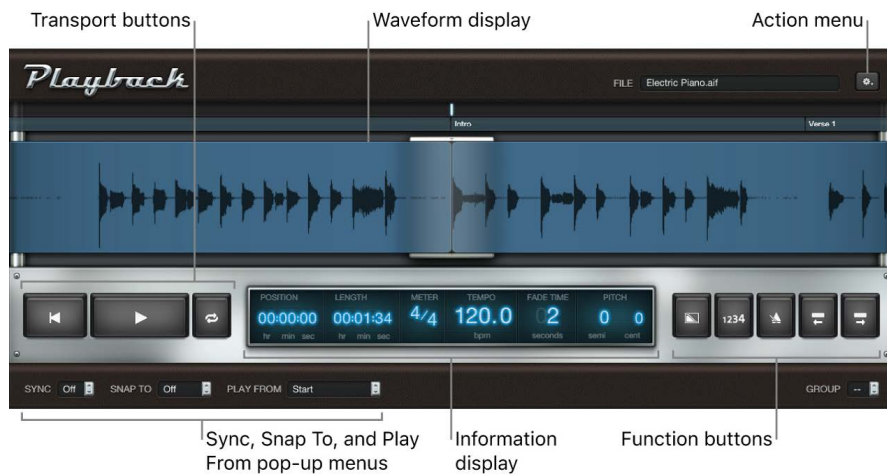 Transport buttons
Waveform display
Action menu
Playback
FILE Electric Piano.aif
Intro
Verse 1
POSITION LENGTH METER TEMPO FADE TIME PITCH
00:00:00 00:01:34 4/4 120.0 02 0 0
hr min sec hr min sec bpm seconds semi cent
1234
SYNC Off SNAP TO Off PLAY FROM Start GROUP --
Sync, Snap To, and Play
From pop-up menus
Information
display
Function buttons